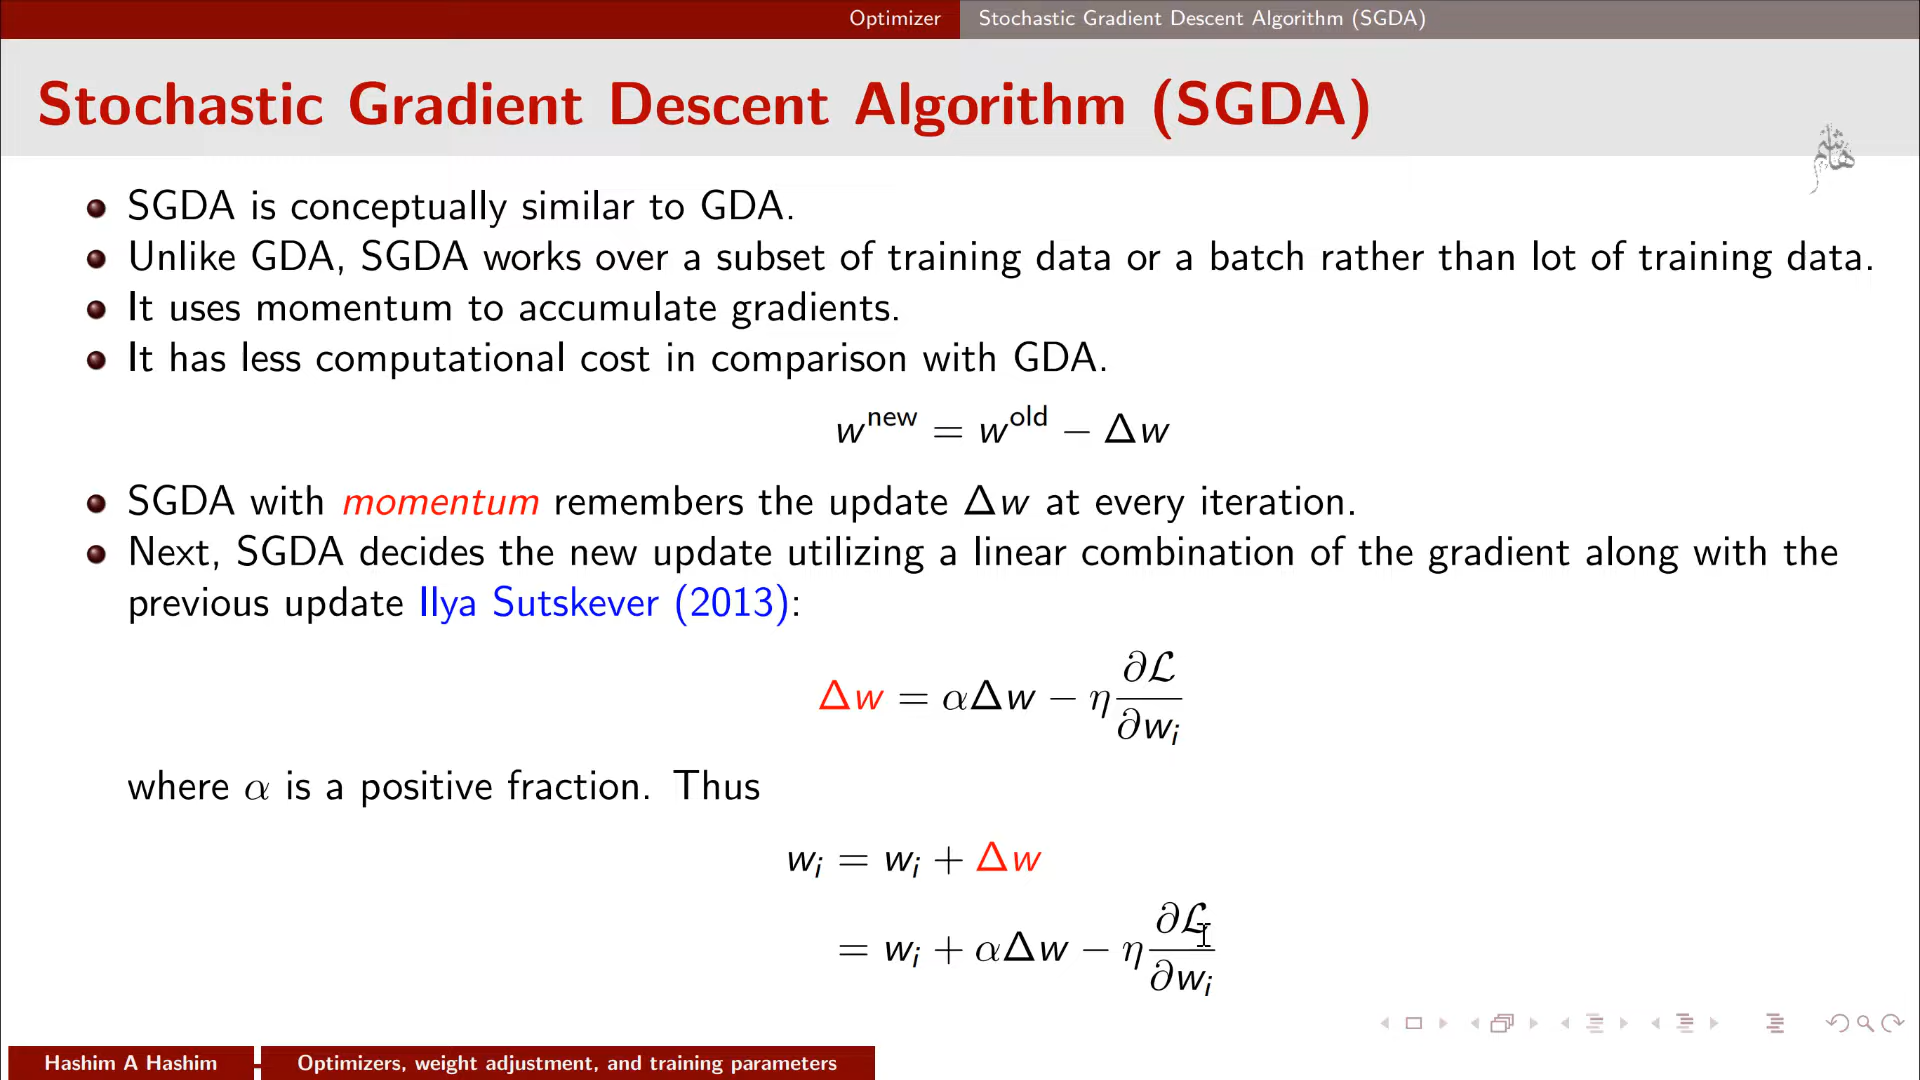 Optimizer
Stochastic Gradient Descent Algorithm (SGDA)
Stochastic Gradient Descent Algorithm (SGDA)
هاشم
SGDA is conceptually similar to GDA.
Unlike GDA, SGDA works over a subset of training data or a batch rather than lot of training data.
It uses momentum to accumulate gradients.
It has less computational cost in comparison with GDA.
w^new = w^old − Δw
SGDA with momentum remembers the update Δw at every iteration.
Next, SGDA decides the new update utilizing a linear combination of the gradient along with the
previous update Ilya Sutskever (2013):
Δw = αΔw − η ∂ℒ/∂w_i
where α is a positive fraction. Thus
w_i = w_i + Δw
= w_i + αΔw − η ∂ℒ/∂w_i
Hashim A Hashim
Optimizers, weight adjustment, and training parameters